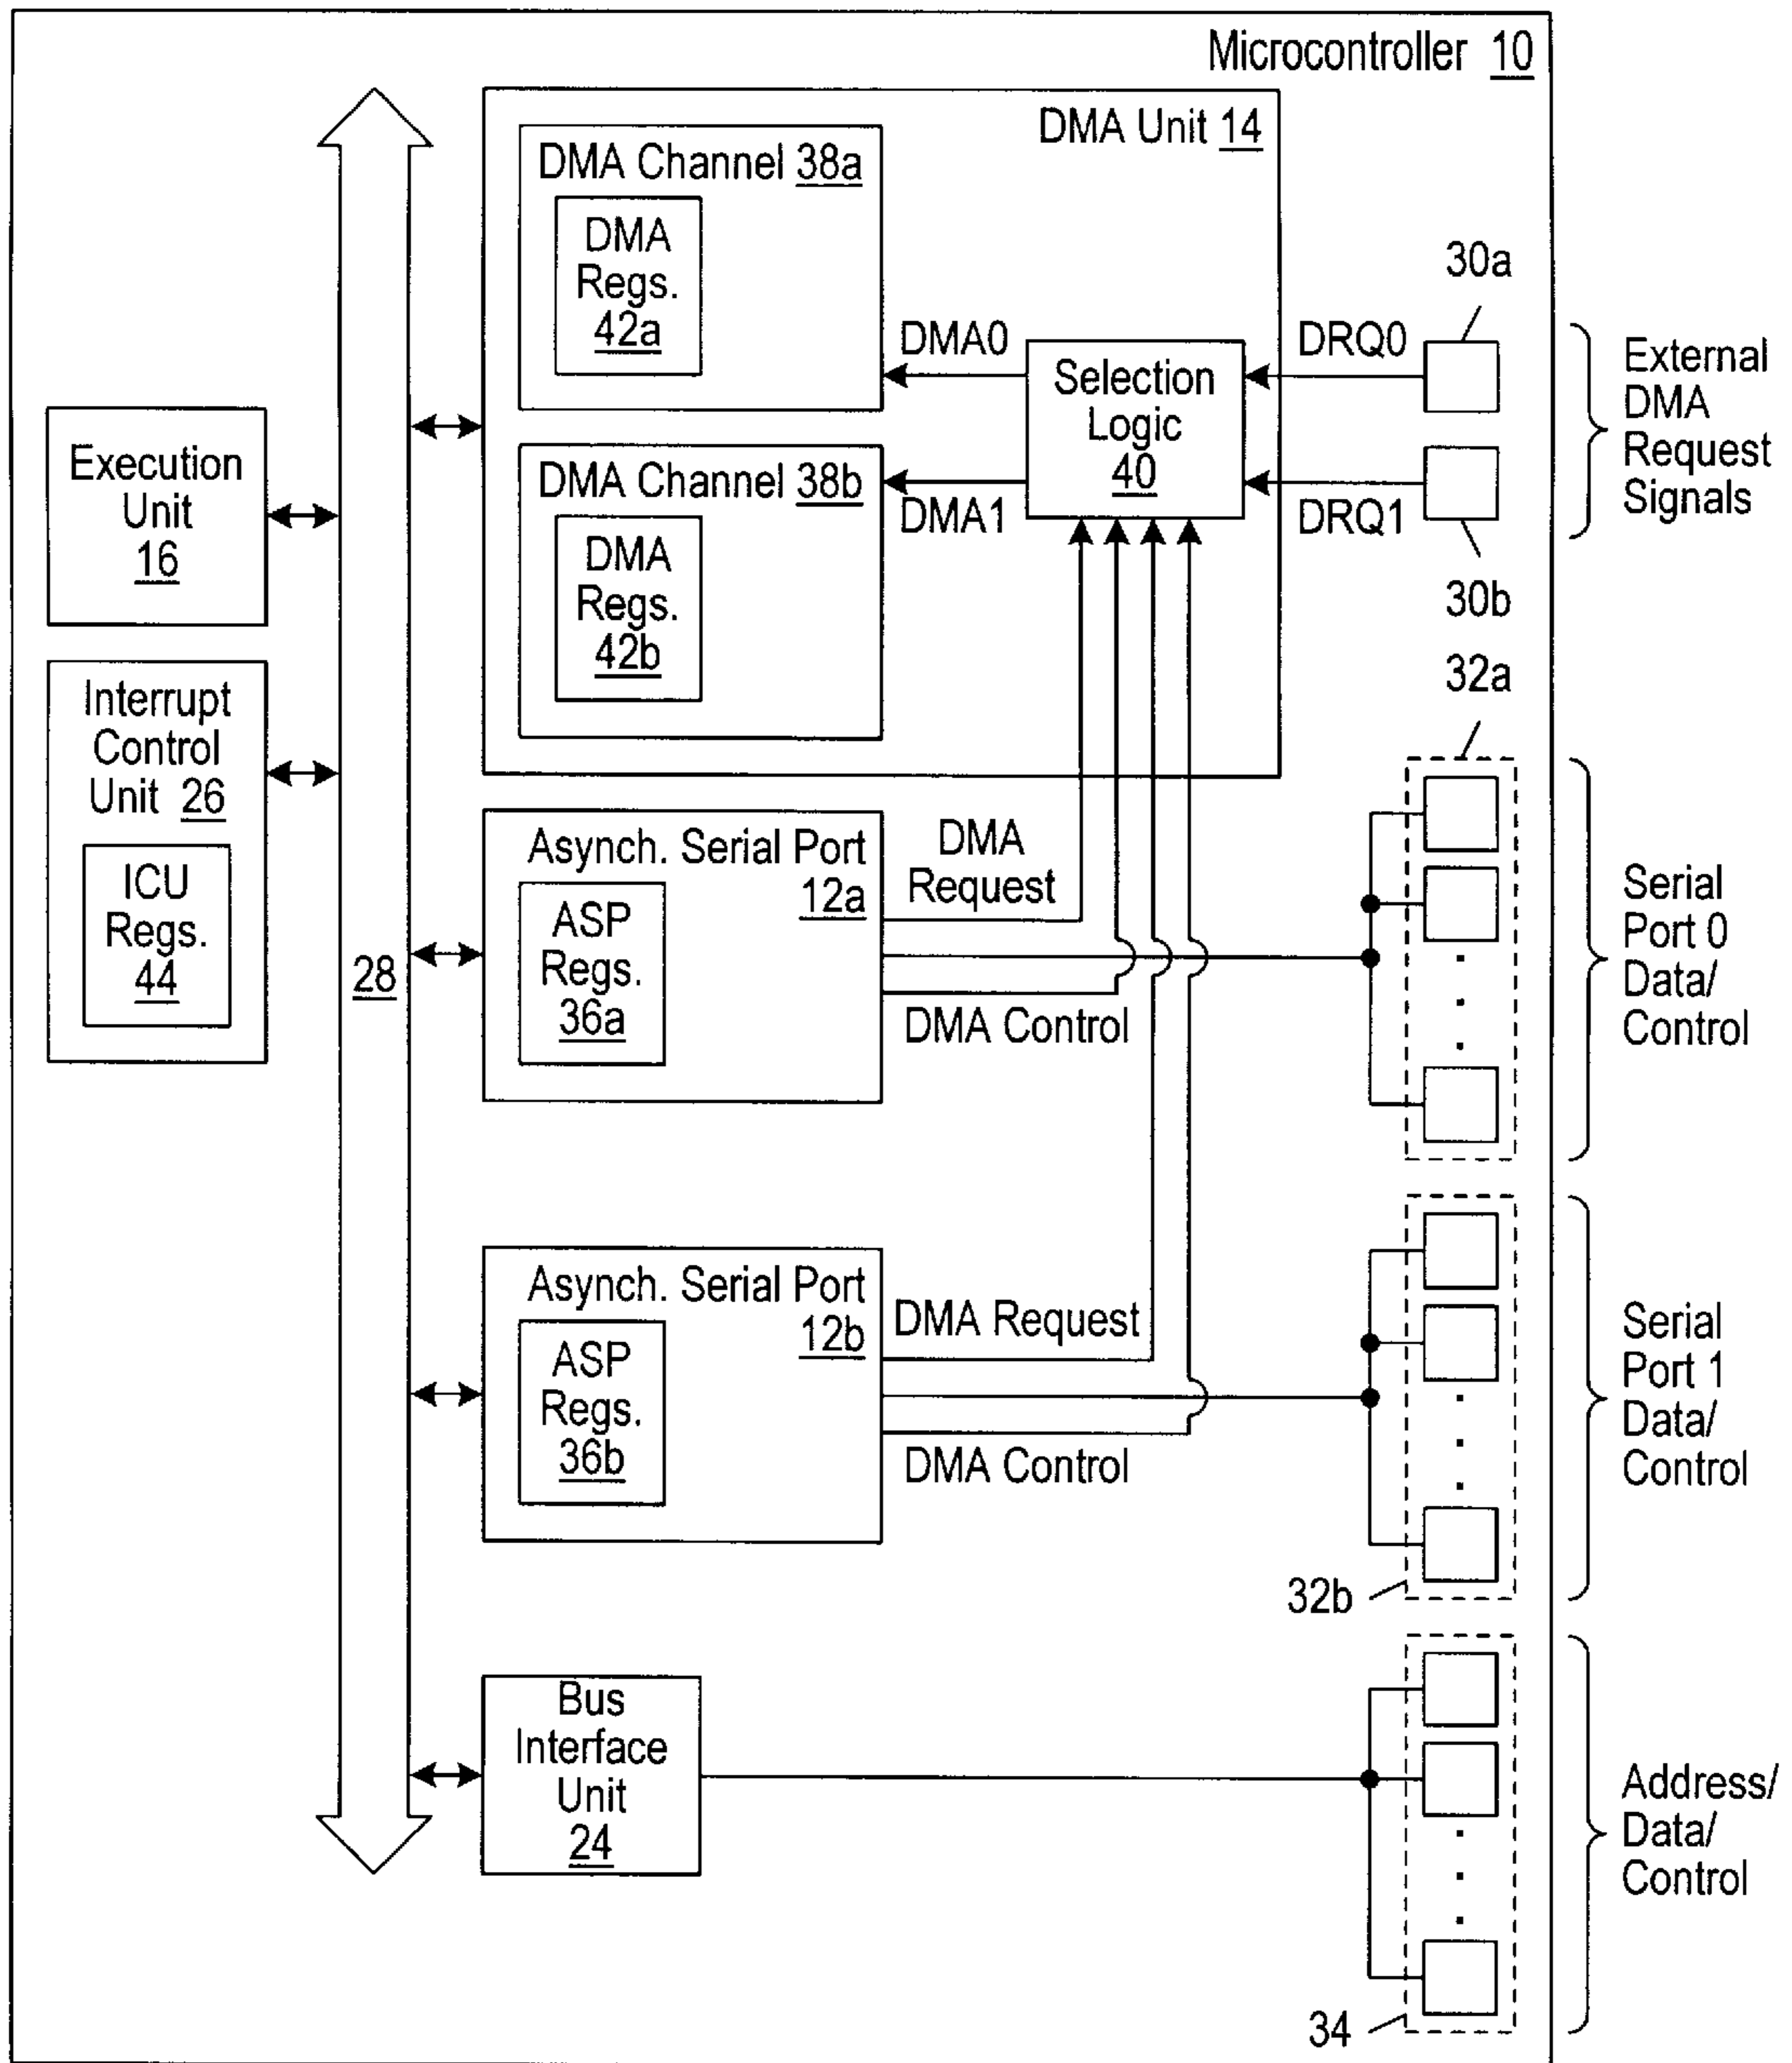 Microcontroller 10
DMA Unit 14
DMA Channel 38a
DMA
Regs.
42a
DMA0
Selection
Logic
40
DRQ0
30a
External
DMA
Request
Signals
Execution
Unit
16
DMA Channel 38b
DMA
Regs.
42b
DMA1
DRQ1
30b
Interrupt
Control
Unit 26
ICU
Regs.
44
28
32a
Asynch. Serial Port
12a
ASP
Regs.
36a
DMA
Request
DMA Control
Serial
Port 0
Data/
Control
Asynch. Serial Port
12b
ASP
Regs.
36b
DMA Request
DMA Control
Serial
Port 1
Data/
Control
32b
Bus
Interface
Unit
24
Address/
Data/
Control
34